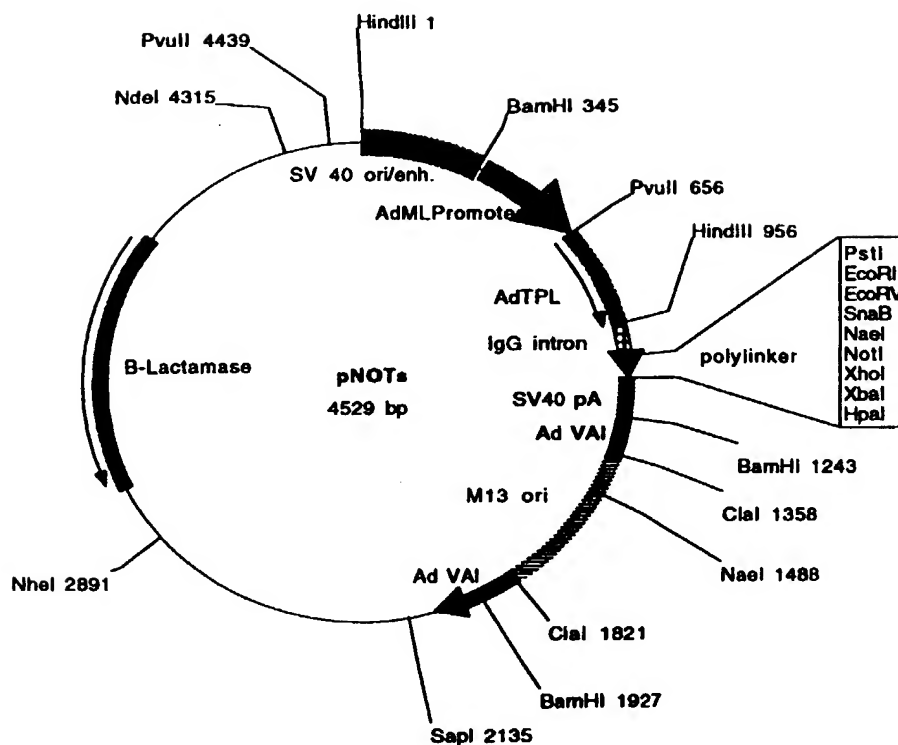 HindIII 1
PvuII 4439
NdeI 4315
BamHI 345
SV 40 ori/enh.
AdMLPromote
PvuII 656
HindIII 956
PstI
EcoRI
EcoRV
SnaB
NaeI
NotI
XhoI
XbaI
HpaI
AdTPL
IgG intron
polylinker
B-Lactamase
pNOTs
4529 bp
SV40 pA
Ad VAI
BamHI 1243
M13 ori
ClaI 1358
NaeI 1488
NheI 2891
Ad VAI
ClaI 1821
BamHI 1927
SapI 2135